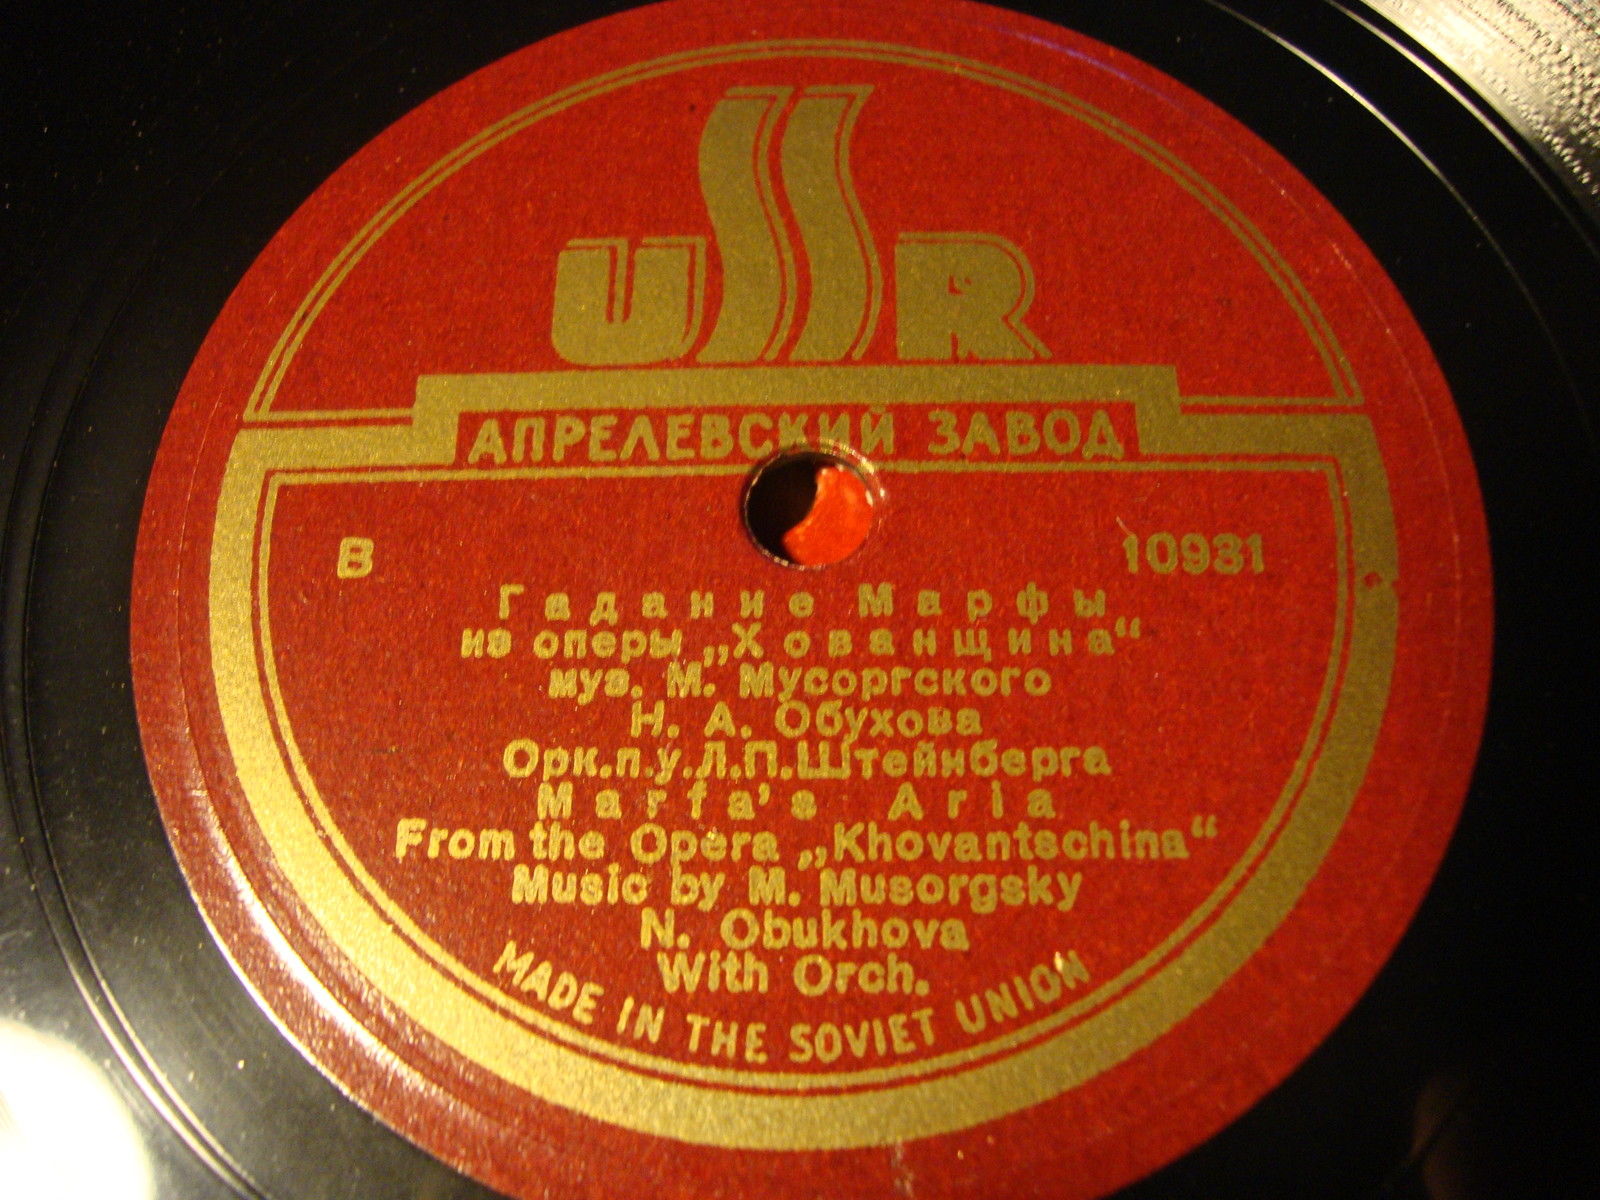 USSR
АПРЕЛЕВСКИЙ ЗАВОД
В 10931
Гадание Марфы
из оперы „Хованщина“
муз. М. Мусоргского
Н. А. Обухова
Орк.п.у.Л.П.Штейнберга
Marfa's Aria
From the Opera „Khovantschina“
Music by M. Musorgsky
N. Obukhova
With Orch.
MADE IN THE SOVIET UNION